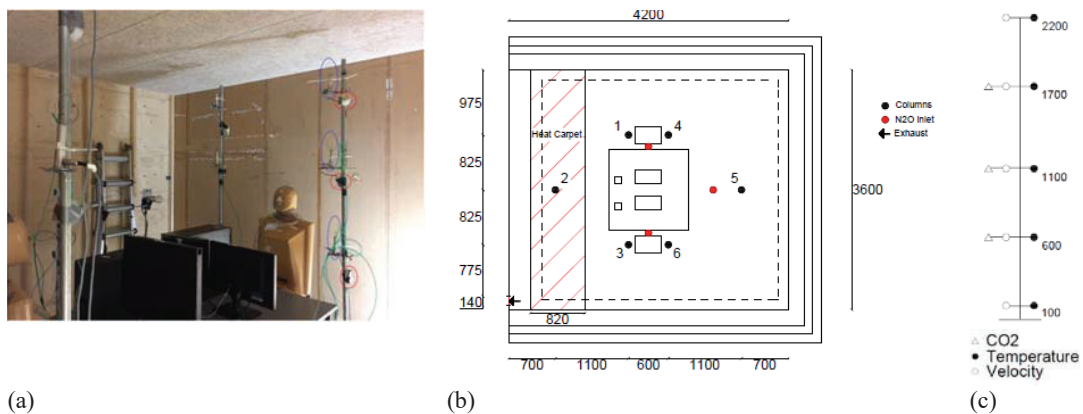 4200
975
825
825
775
140
Heat Carpet
1
4
2
5
3
6
820
700
1100
600
1100
700
3600
Columns
N2O Inlet
Exhaust
2200
1700
1100
600
100
CO2
Temperature
Velocity
(a)
(b)
(c)